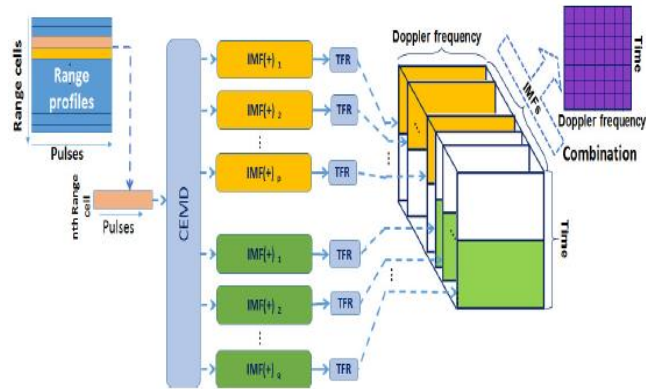 Range cells
Range
profiles
Pulses
nth Range
cell
Pulses
CEMD
IMF(+) 1
TFR
IMF(+) 2
TFR
⋮
IMF(+) p
TFR
IMF(+) 1
TFR
IMF(+) 2
TFR
⋮
IMF(+) q
TFR
Doppler frequency
IMFs
Time
Time
Doppler frequency
Combination